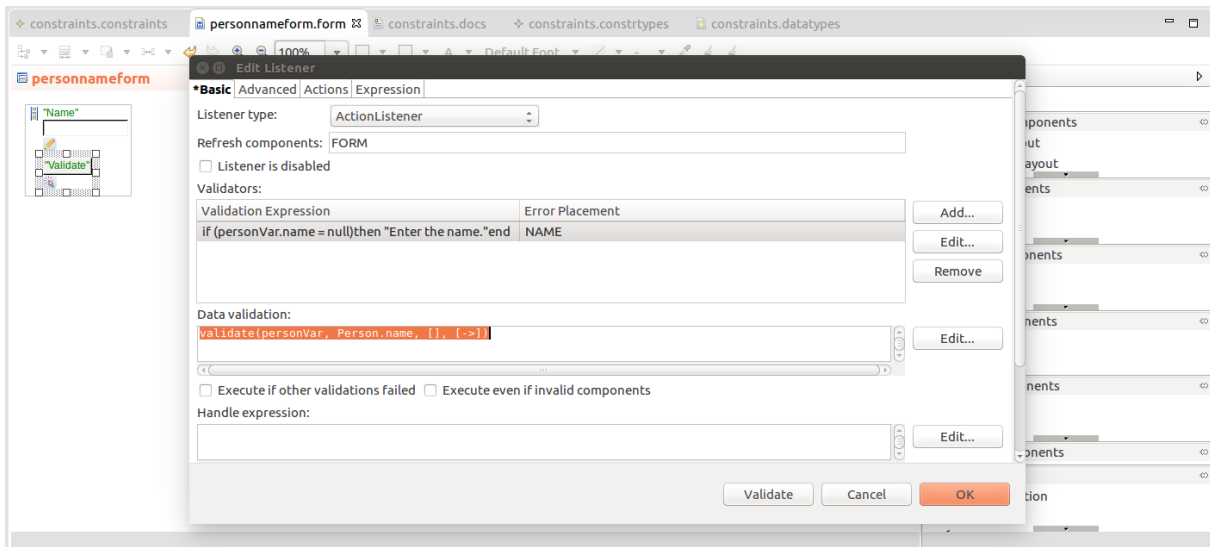 constraints.constraints personnameform.form constraints.docs constraints.constrtypes constraints.datatypes
100% A Default Font
personnameform
"Name"
"Validate"
Edit Listener
*Basic Advanced Actions Expression
Listener type: ActionListener
Refresh components: FORM
Listener is disabled
Validators:
Validation Expression Error Placement
if (personVar.name = null)then "Enter the name."end NAME
Add...
Edit...
Remove
Data validation:
validate(personVar, Person.name, [], [->])
Edit...
Execute if other validations failed Execute even if invalid components
Handle expression:
Edit...
Validate Cancel OK
ponents
out
ayout
ents
onents
nents
nents
onents
tion